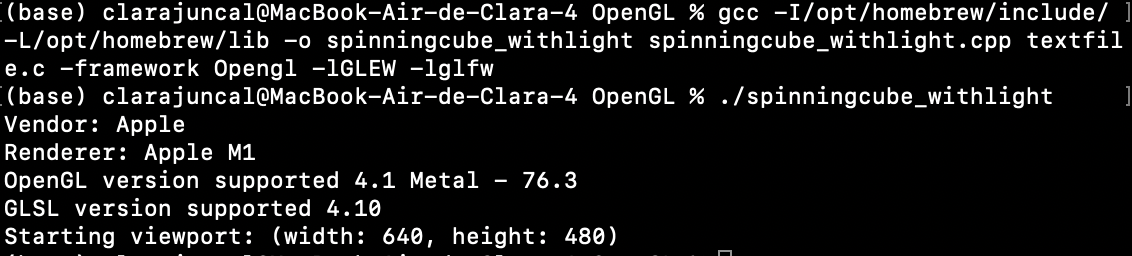 (base) clarajuncal@MacBook-Air-de-Clara-4 OpenGL % gcc -I/opt/homebrew/include/
-L/opt/homebrew/lib -o spinningcube_withlight spinningcube_withlight.cpp textfil
e.c -framework Opengl -lGLEW -lglfw
(base) clarajuncal@MacBook-Air-de-Clara-4 OpenGL % ./spinningcube_withlight
Vendor: Apple
Renderer: Apple M1
OpenGL version supported 4.1 Metal - 76.3
GLSL version supported 4.10
Starting viewport: (width: 640, height: 480)